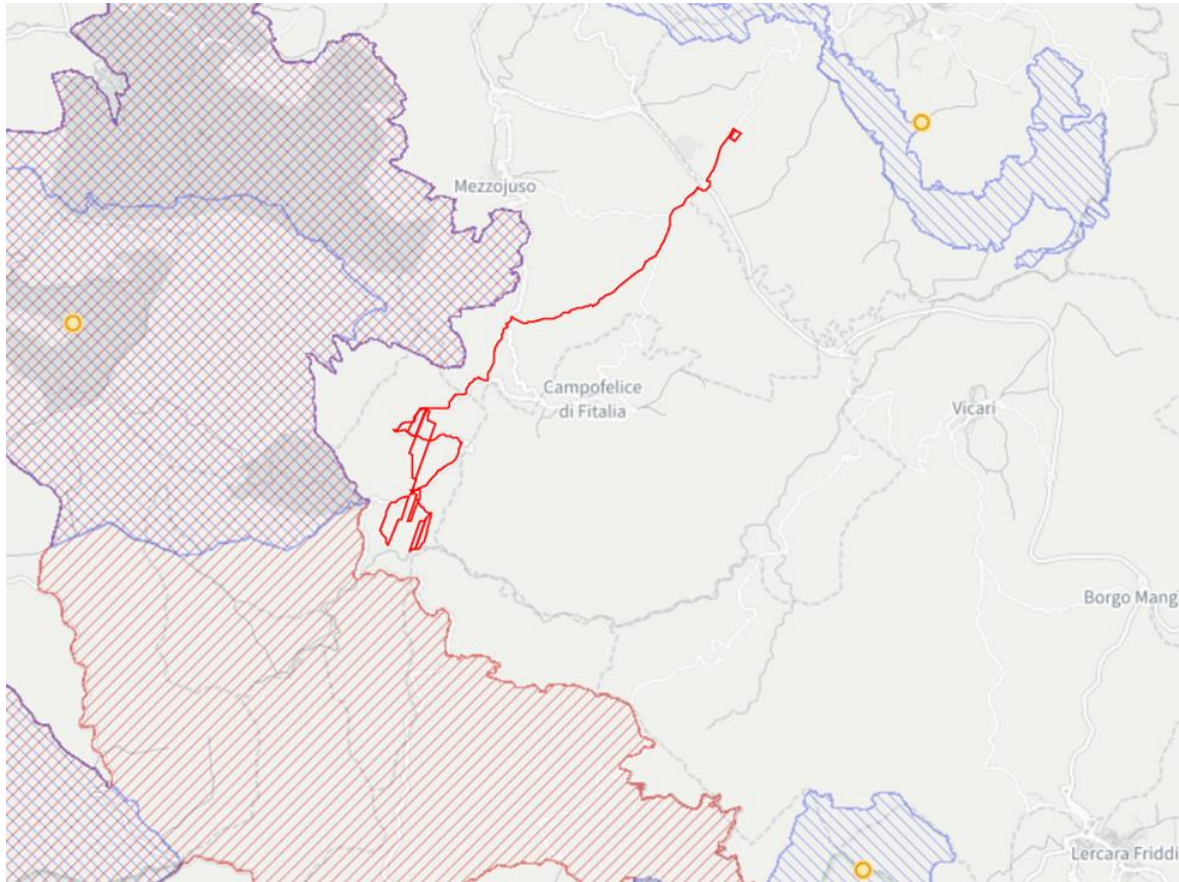 Mezzojuso
Campofelice
di Fitalia
Vicari
Borgo Mang
Lercara Friddi